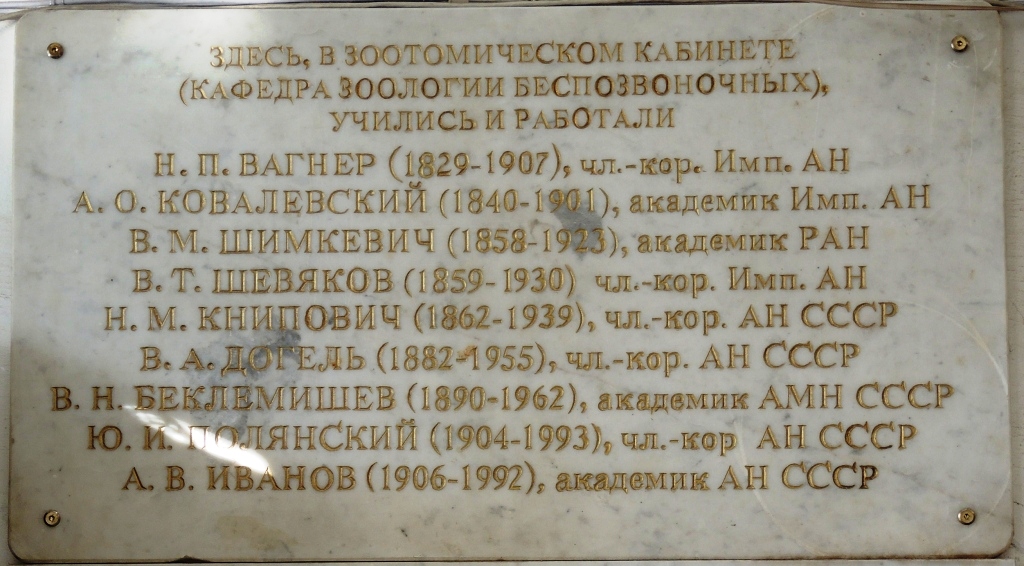 ЗДЕСЬ, В ЗООТОМИЧЕСКОМ КАБИНЕТЕ
(КАФЕДРА ЗООЛОГИИ БЕСПОЗВОНОЧНЫХ),
УЧИЛИСЬ И РАБОТАЛИ
Н. П. ВАГНЕР (1829-1907), чл.-кор. Имп. АН
А. О. КОВАЛЕВСКИЙ (1840-1901), академик Имп. АН
В. М. ШИМКЕВИЧ (1858-1923), академик РАН
В. Т. ШЕВЯКОВ (1859-1930) чл.-кор. Имп. АН
Н. М. КНИПОВИЧ (1862-1939), чл.-кор. АН СССР
В. А. ДОГЕЛЬ (1882-1955), чл.-кор. АН СССР
В. Н. БЕКЛЕМИШЕВ (1890-1962), академик АМН СССР
Ю. И. ПОЛЯНСКИЙ (1904-1993), чл.-кор АН СССР
А. В. ИВАНОВ (1906-1992), академик АН СССР